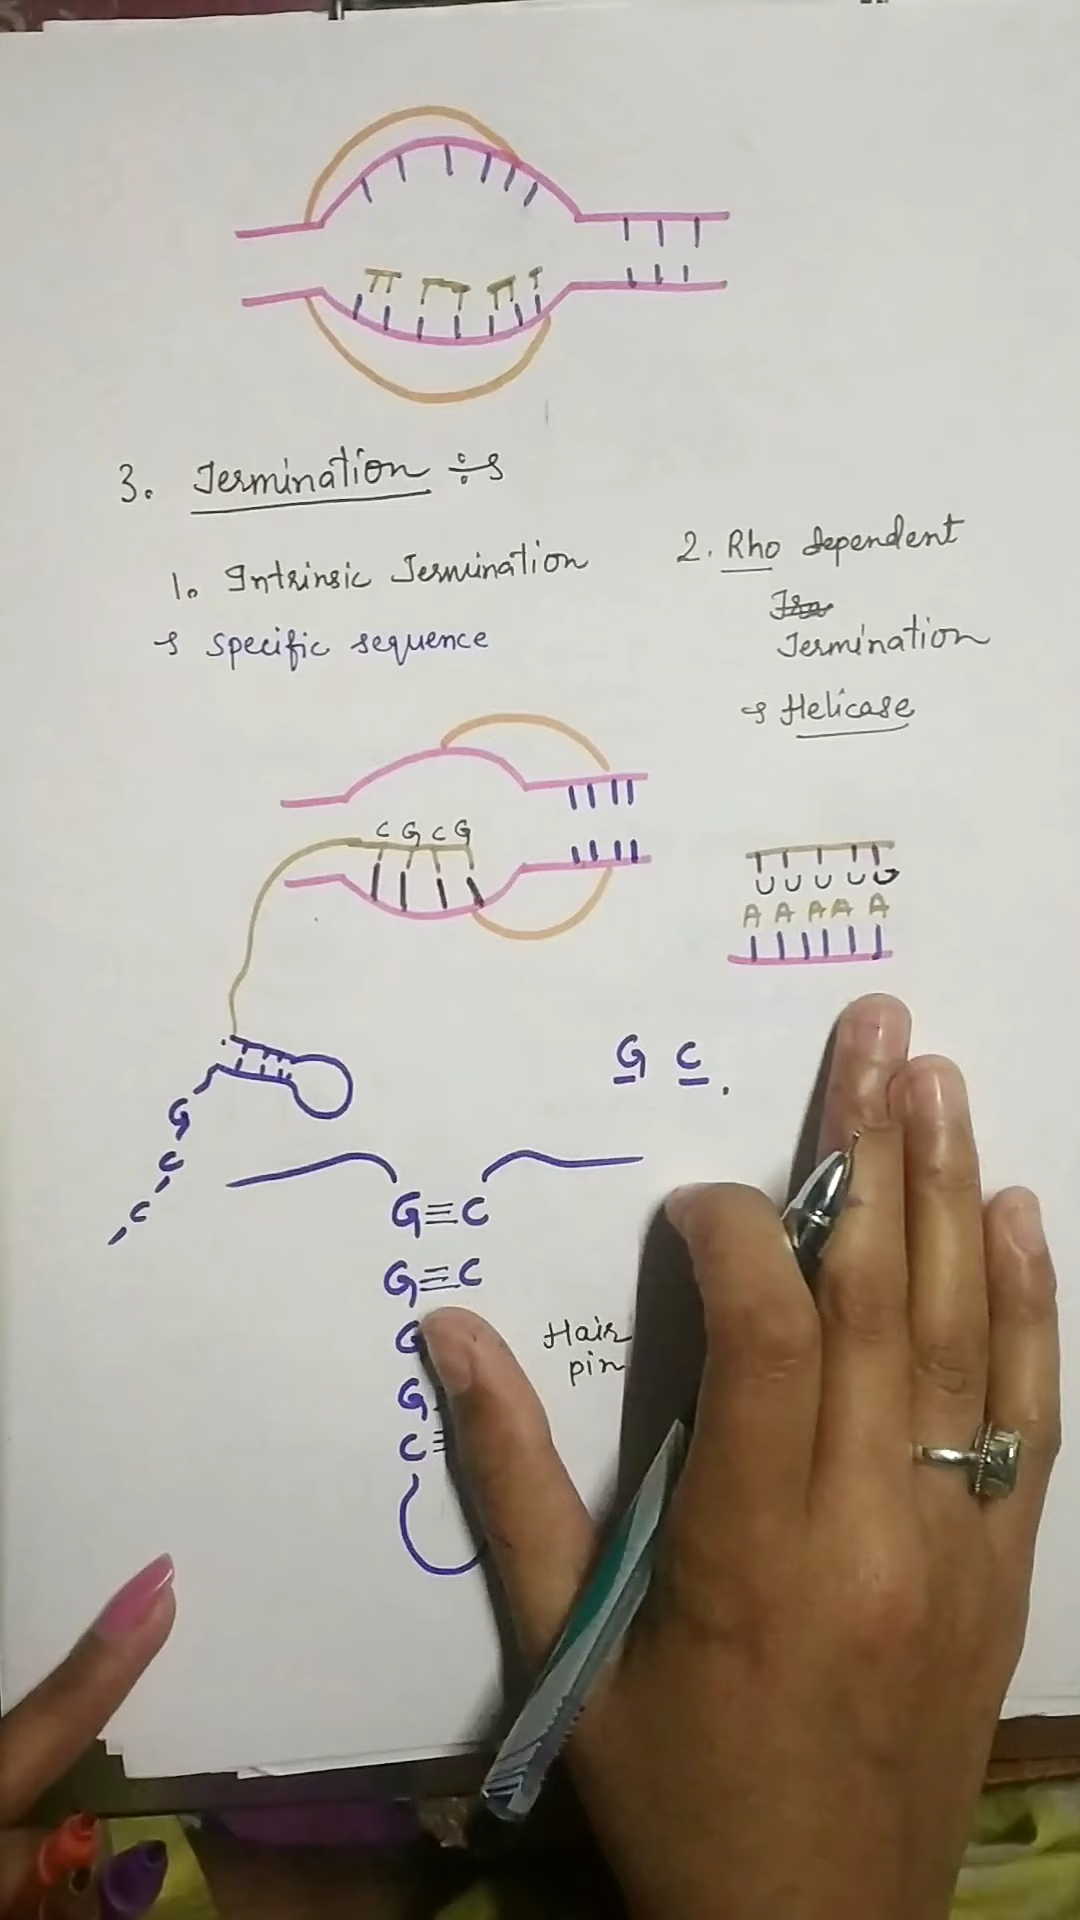 3. Termination :-
1. Intrinsic Termination
→ Specific sequence
2. Rho dependent
Termination
→ Helicase
C G C G
U U U U U
A A A A A
G C.
G
C
C
G≡C
G≡C
G
G
C≡
Hair
pin